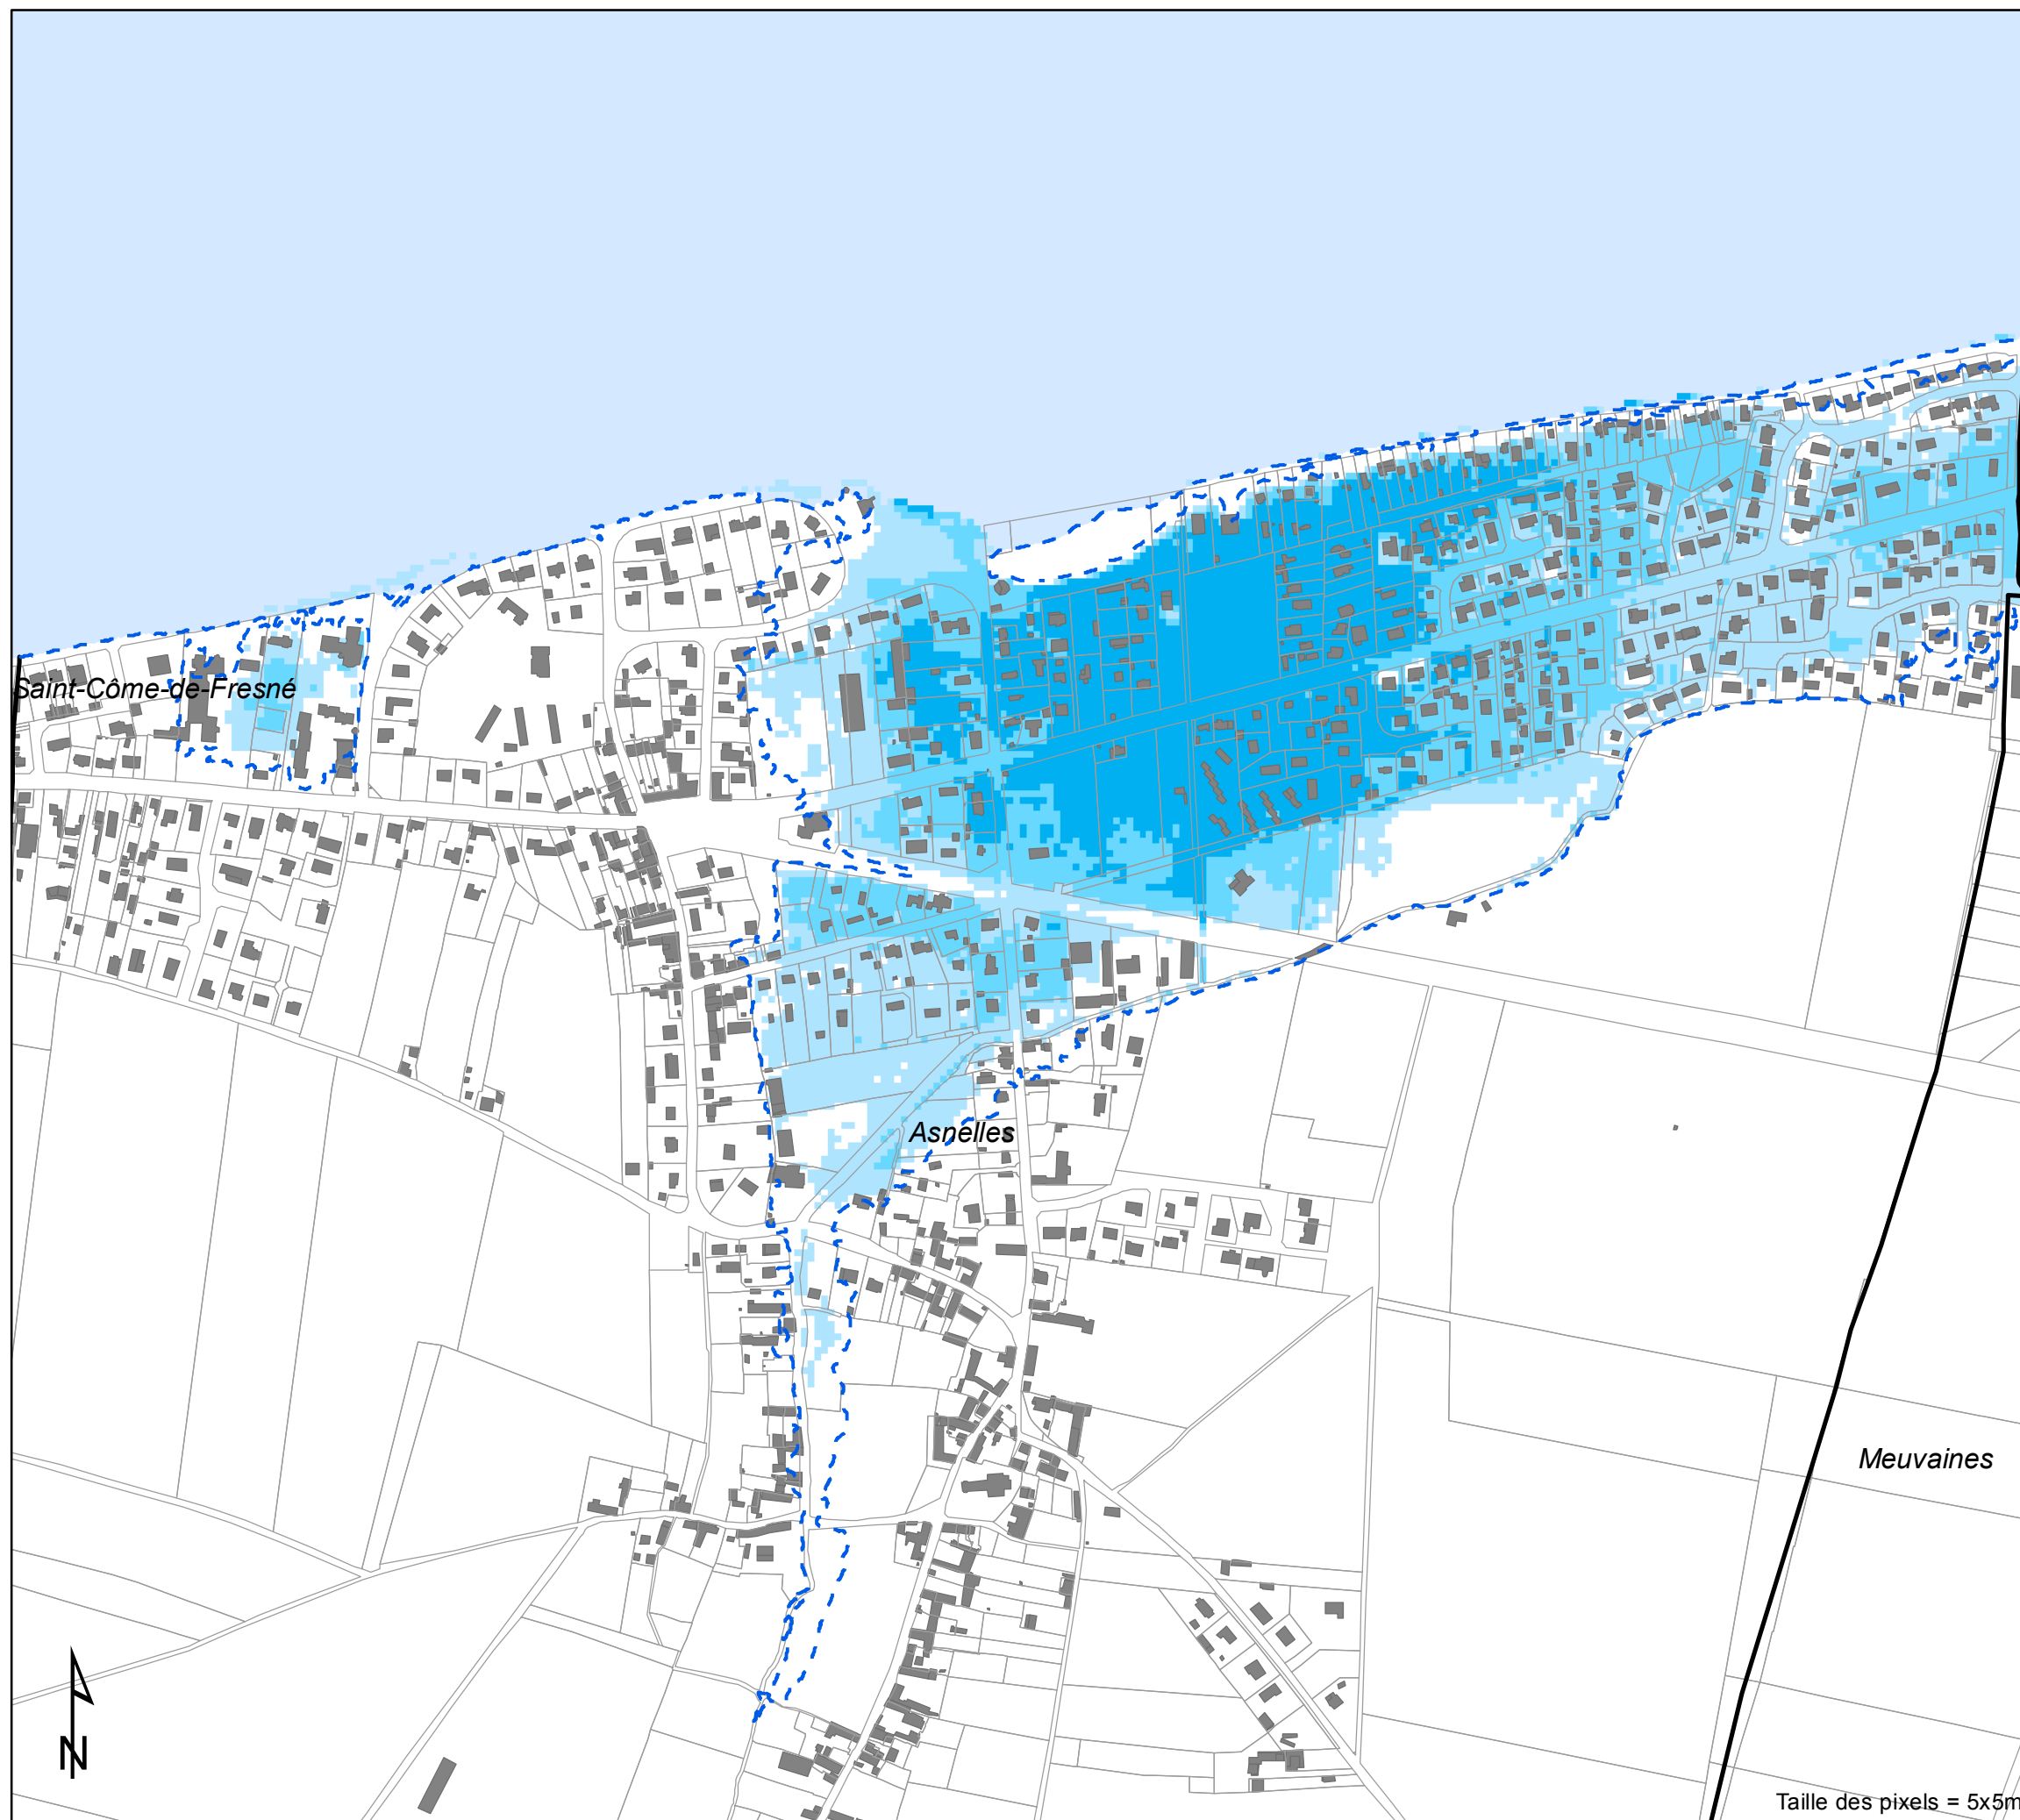 Saint-Côme-de-Fresné
Asnelles
Meuvaines
N
Taille des pixels = 5x5m